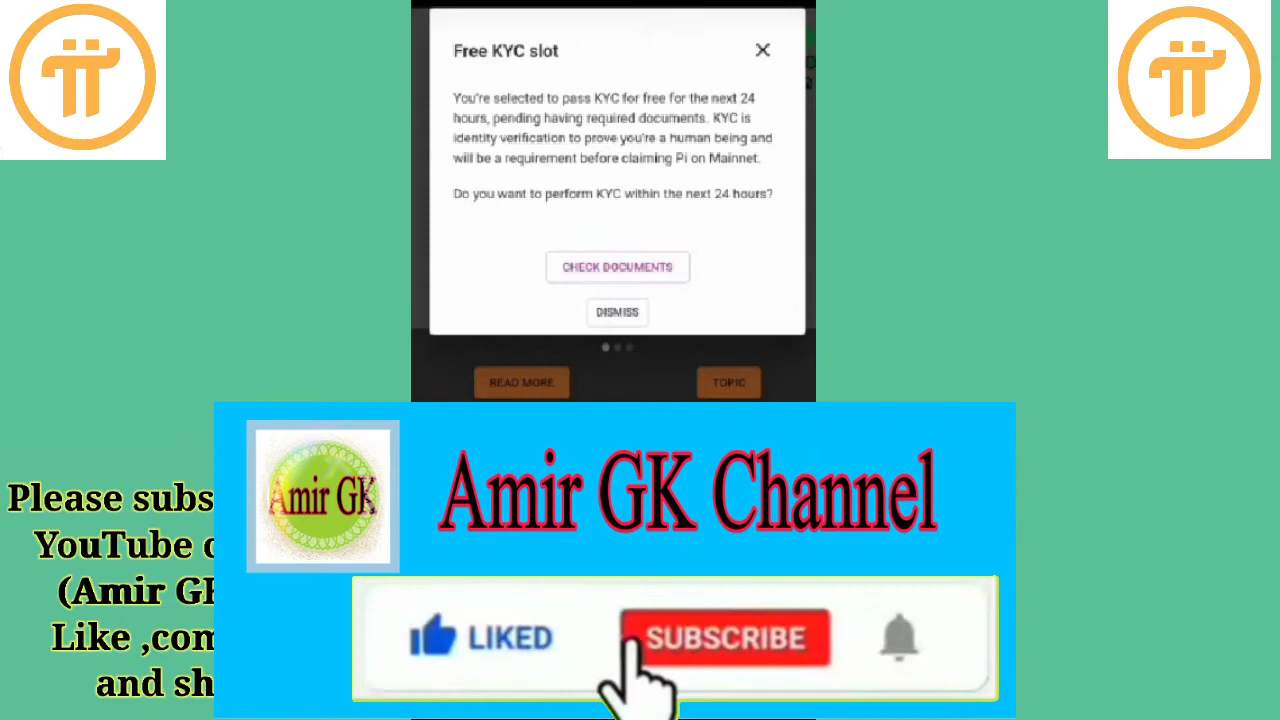 Free KYC slot
You're selected to pass KYC for free for the next 24
hours, pending having required documents. KYC is
identity verification to prove you're a human being and
will be a requirement before claiming Pi on Mainnet.
Do you want to perform KYC within the next 24 hours?
CHECK DOCUMENTS
DISMISS
READ MORE
TOPIC
Amir GK
Amir GK Channel
Please subs
YouTube
(Amir G
Like ,com
and sh
LIKED
SUBSCRIBE